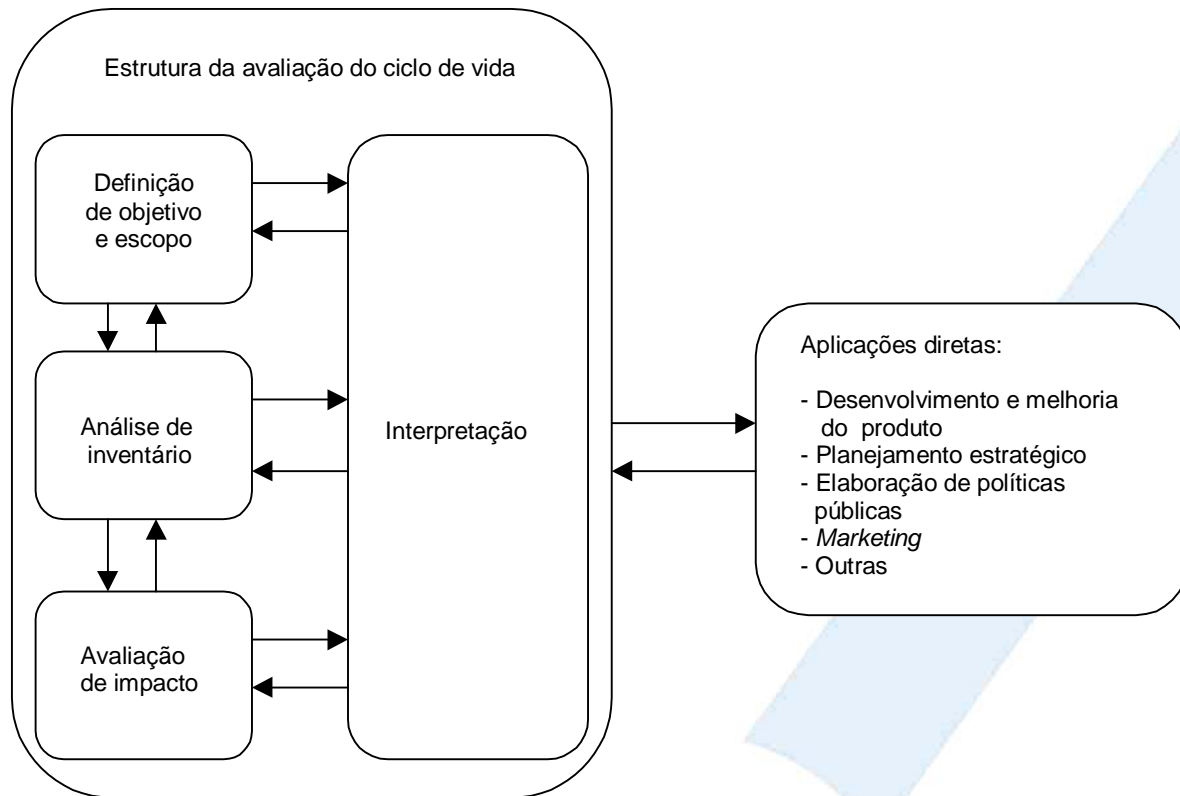 Estrutura da avaliação do ciclo de vida
Definição
de objetivo
e escopo
Análise de
inventário
Avaliação
de impacto
Interpretação
Aplicações diretas:
- Desenvolvimento e melhoria
do produto
- Planejamento estratégico
- Elaboração de políticas
públicas
- Marketing
- Outras